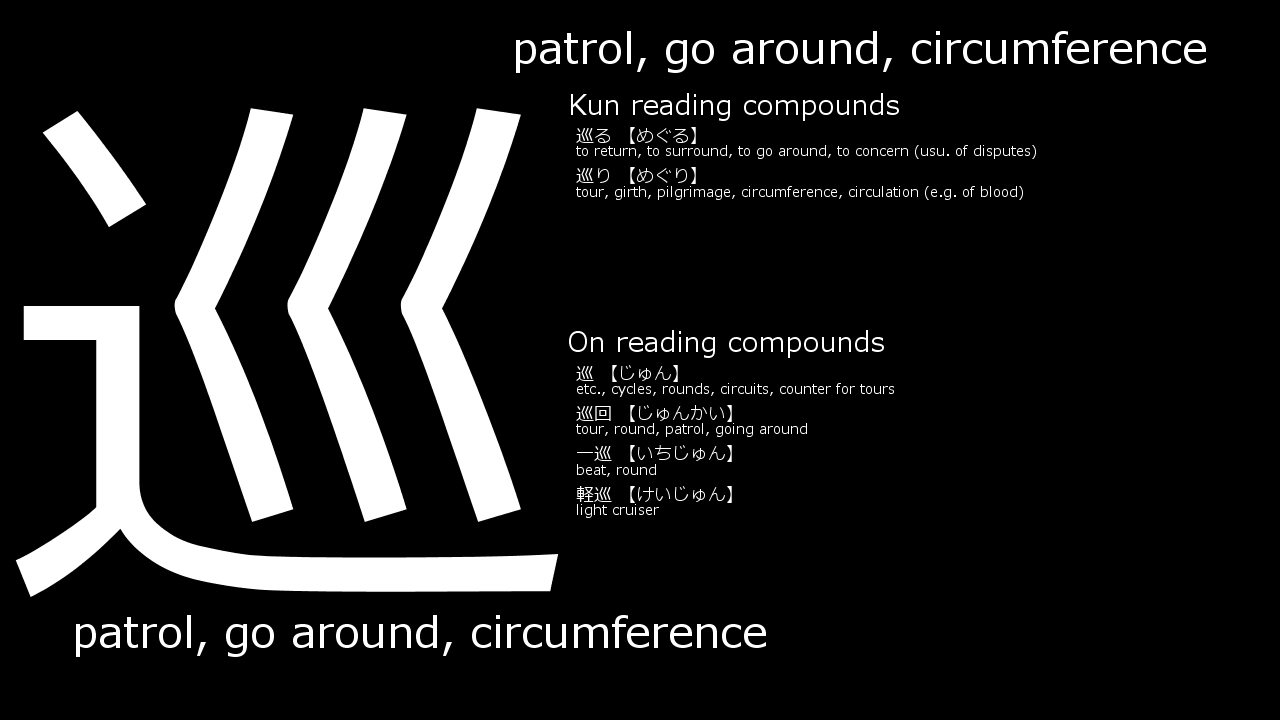 patrol, go around, circumference
巡
Kun reading compounds
巡る 【めぐる】
to return, to surround, to go around, to concern (usu. of disputes)
巡り 【めぐり】
tour, girth, pilgrimage, circumference, circulation (e.g. of blood)
On reading compounds
巡 【じゅん】
etc., cycles, rounds, circuits, counter for tours
巡回 【じゅんかい】
tour, round, patrol, going around
一巡 【いちじゅん】
beat, round
軽巡 【けいじゅん】
light cruiser
patrol, go around, circumference